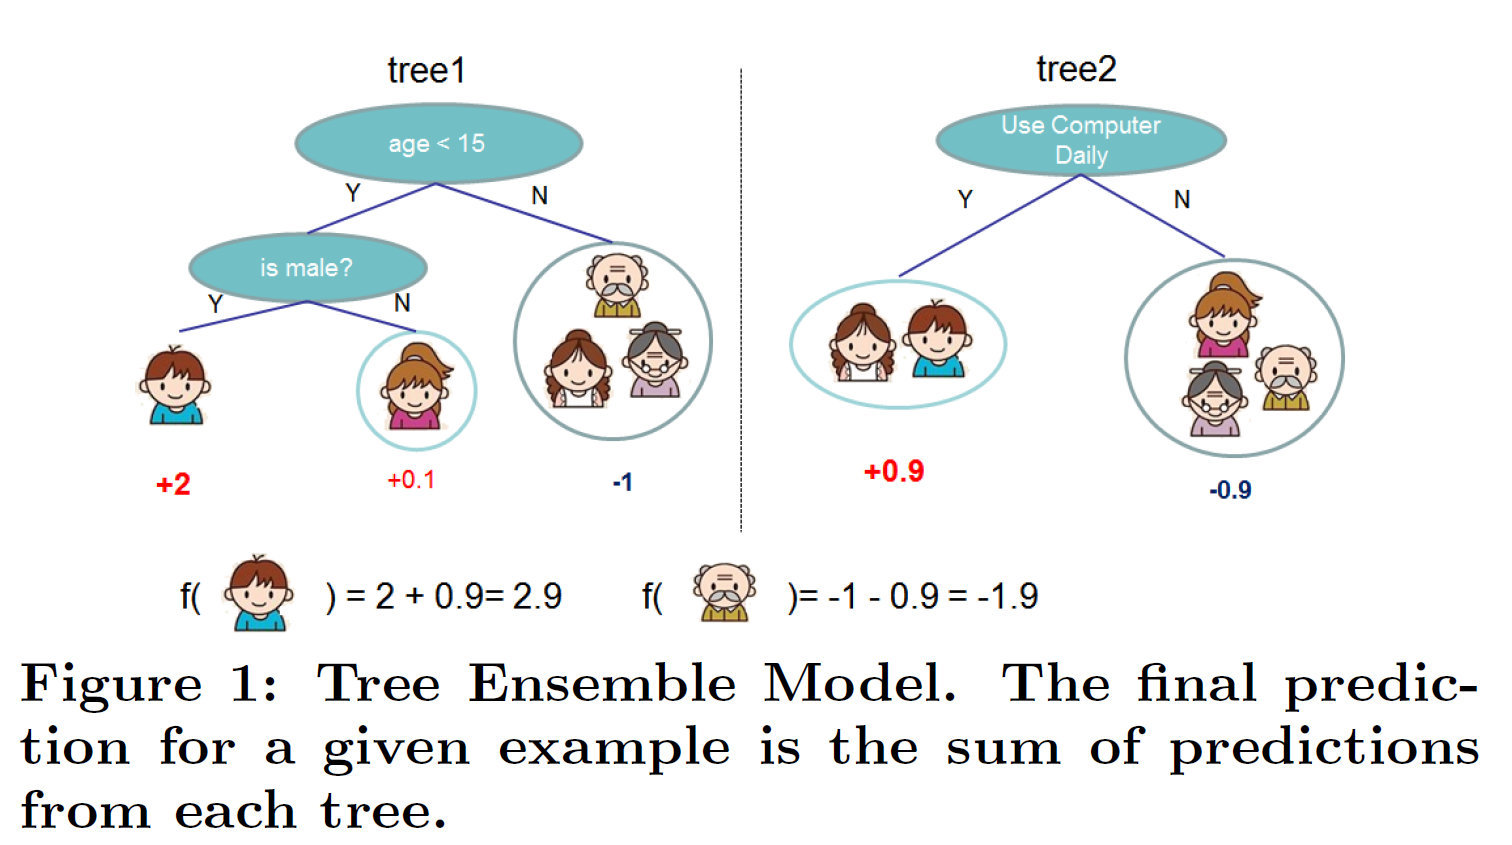 tree1
age < 15
Y
N
is male?
Y
N
+2
+0.1
-1
tree2
Use Computer
Daily
Y
N
+0.9
-0.9
f( ) = 2 + 0.9= 2.9
f( )= -1 - 0.9 = -1.9
Figure 1: Tree Ensemble Model. The final predic-
tion for a given example is the sum of predictions
from each tree.